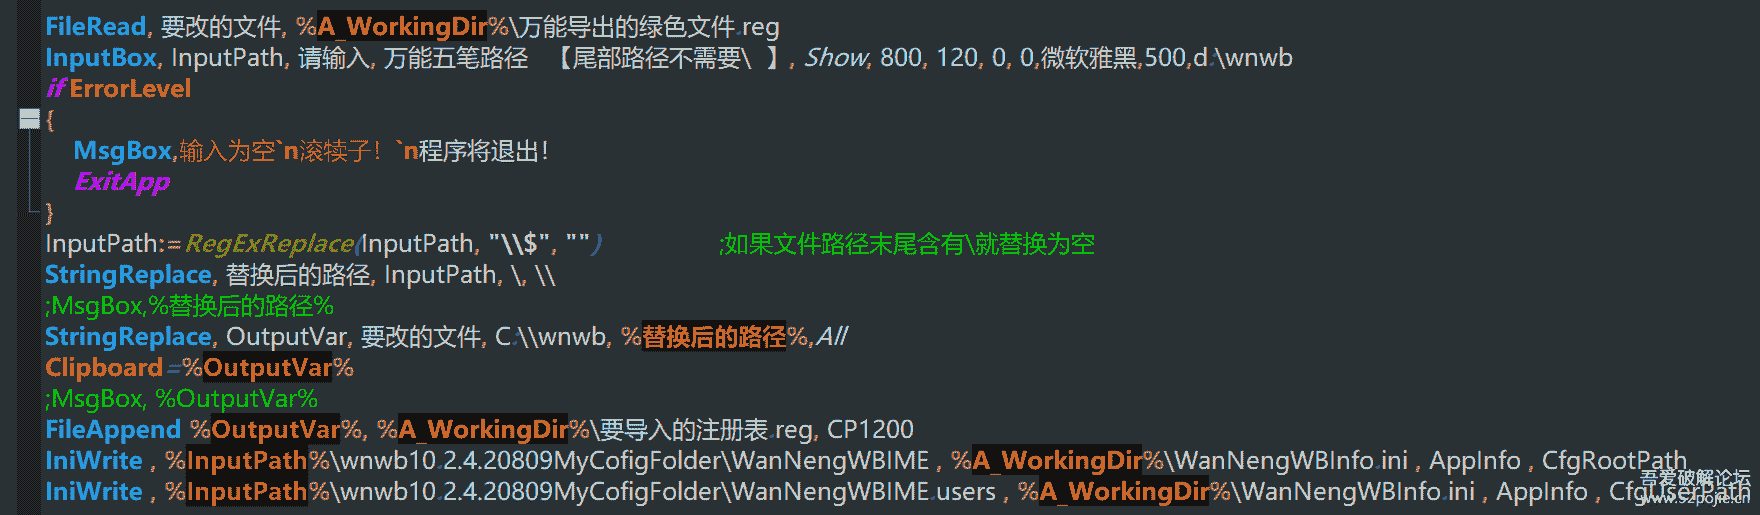 FileRead, 要改的文件, %A_WorkingDir%\万能导出的绿色文件.reg
InputBox, InputPath, 请输入, 万能五笔路径 【尾部路径不需要\ 】, Show, 800, 120, 0, 0,微软雅黑,500,d:\wnwb
if ErrorLevel
{
MsgBox,输入为空`n滚犊子！`n程序将退出！
ExitApp
}
InputPath:=RegExReplace(InputPath, "\\$", "") ;如果文件路径末尾含有\就替换为空
StringReplace, 替换后的路径, InputPath, \, \\
;MsgBox,%替换后的路径%
StringReplace, OutputVar, 要改的文件, C:\\wnwb, %替换后的路径%,All
Clipboard=%OutputVar%
;MsgBox, %OutputVar%
FileAppend %OutputVar%, %A_WorkingDir%\要导入的注册表.reg, CP1200
IniWrite , %InputPath%\wnwb10.2.4.20809MyCofigFolder\WanNengWBIME , %A_WorkingDir%\WanNengWBInfo.ini , AppInfo , CfgRootPath
IniWrite , %InputPath%\wnwb10.2.4.20809MyCofigFolder\WanNengWBIME.users , %A_WorkingDir%\WanNengWBInfo.ini , AppInfo , CfgUserPath
吾爱破解论坛
www.52pojie.cn